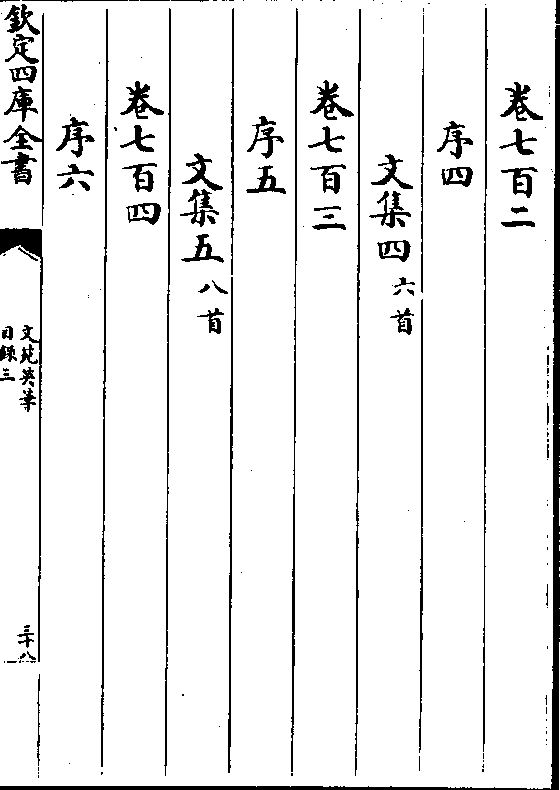 卷七百二
序四
文集四六首
卷七百三
序五
文集五八首
卷七百四
序六
欽定四庫全書
文苑英華
目錄三
三十八